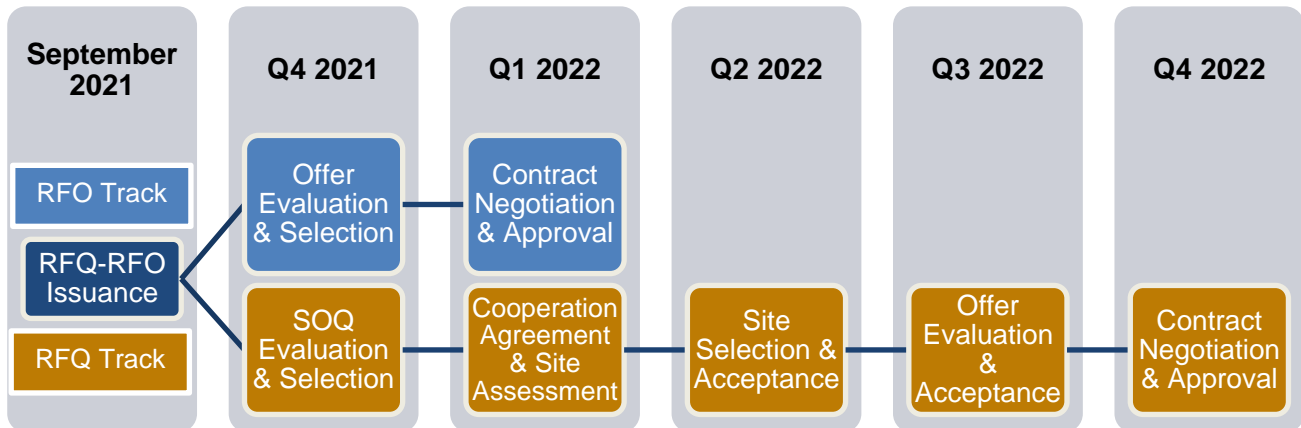 September
2021
Q4 2021
Q1 2022
Q2 2022
Q3 2022
Q4 2022
RFO Track
RFQ-RFO
Issuance
RFQ Track
Offer
Evaluation
& Selection
Contract
Negotiation
& Approval
SOQ
Evaluation
& Selection
Cooperation
Agreement
& Site
Assessment
Site
Selection &
Acceptance
Offer
Evaluation
&
Acceptance
Contract
Negotiation
& Approval